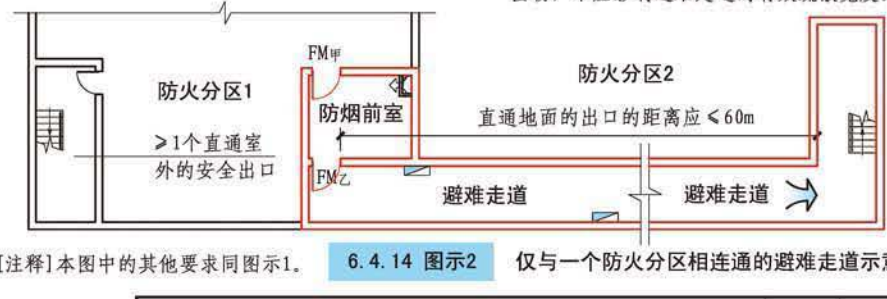 FM甲
防火分区1
防火分区2
防烟前室
直通地面的出口的距离应≤60m
≥1个直通室
外的安全出口
FM乙
避难走道
避难走道
[注释]本图中的其他要求同图示1。
6.4.14 图示2
仅与一个防火分区相连通的避难走道示意